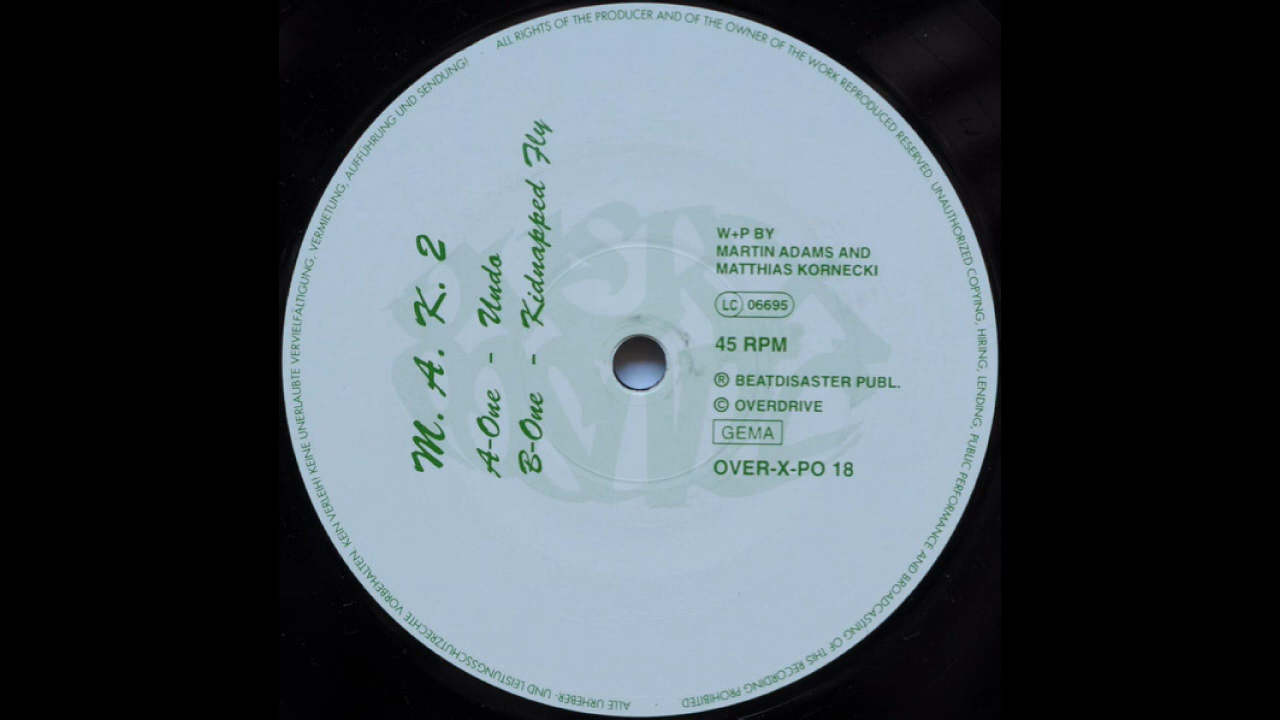 M. A. K. 2
A-One - Undo
B-One - Kidnapped Fly
W+P BY
MARTIN ADAMS AND
MATTHIAS KORNECKI
LC 06695
45 RPM
Ⓡ BEATDISASTER PUBL.
© OVERDRIVE
GEMA
OVER-X-PO 18
ALL RIGHTS OF THE PRODUCER AND OF THE OWNER OF THE WORK REPRODUCED RESERVED. UNAUTHORIZED COPYING, HIRING, LENDING, PUBLIC PERFORMANCE AND BROADCASTING OF THIS RECORDING PROHIBITED.
ALLE URHEBER- UND LEISTUNGSSCHUTZRECHTE VORBEHALTEN. KEIN VERLEIH! KEINE UNERLAUBTE VERVIELFÄLTIGUNG, VERMIETUNG, AUFFÜHRUNG UND SENDUNG!